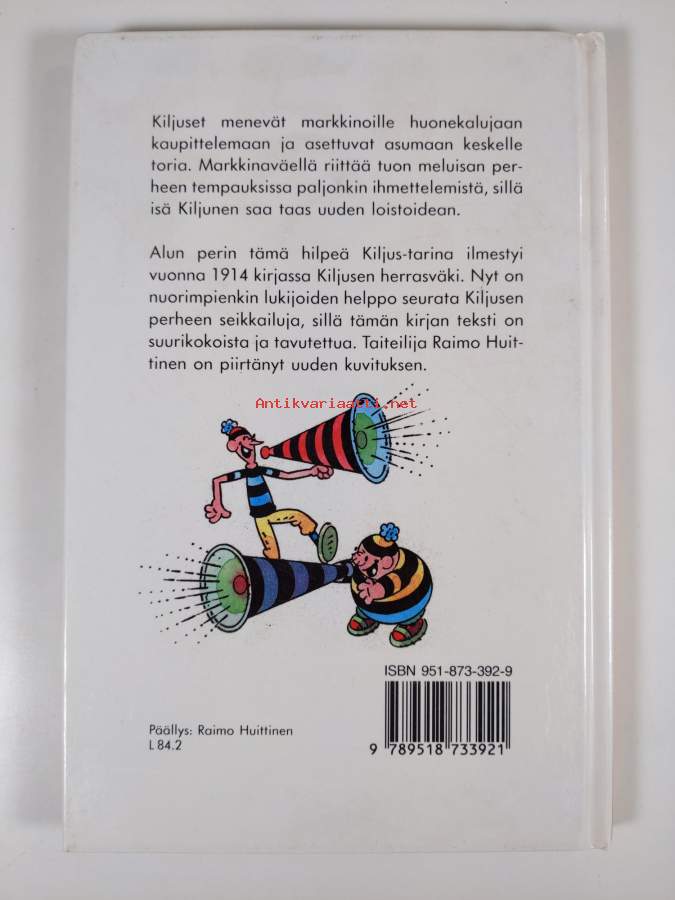 Kiljuset menevät markkinoille huonekalujaan
kaupittelemaan ja asettuvat asumaan keskelle
toria. Markkinaväellä riittää tuon meluisan per-
heen tempauksissa paljonkin ihmettelemistä, sillä
isä Kiljunen saa taas uuden loistoidean.
Alun perin tämä hilpeä Kiljus-tarina ilmestyi
vuonna 1914 kirjassa Kiljusen herrasväki. Nyt on
nuorimpienkin lukijoiden helppo seurata Kiljusen
perheen seikkailuja, sillä tämän kirjan teksti on
suurikokoista ja tavutettua. Taiteilija Raimo Huit-
tinen on piirtänyt uuden kuvituksen.
Antikvariaatti.net
ISBN 951-873-392-9
Päällys: Raimo Huittinen
L 84.2
9 789518 733921